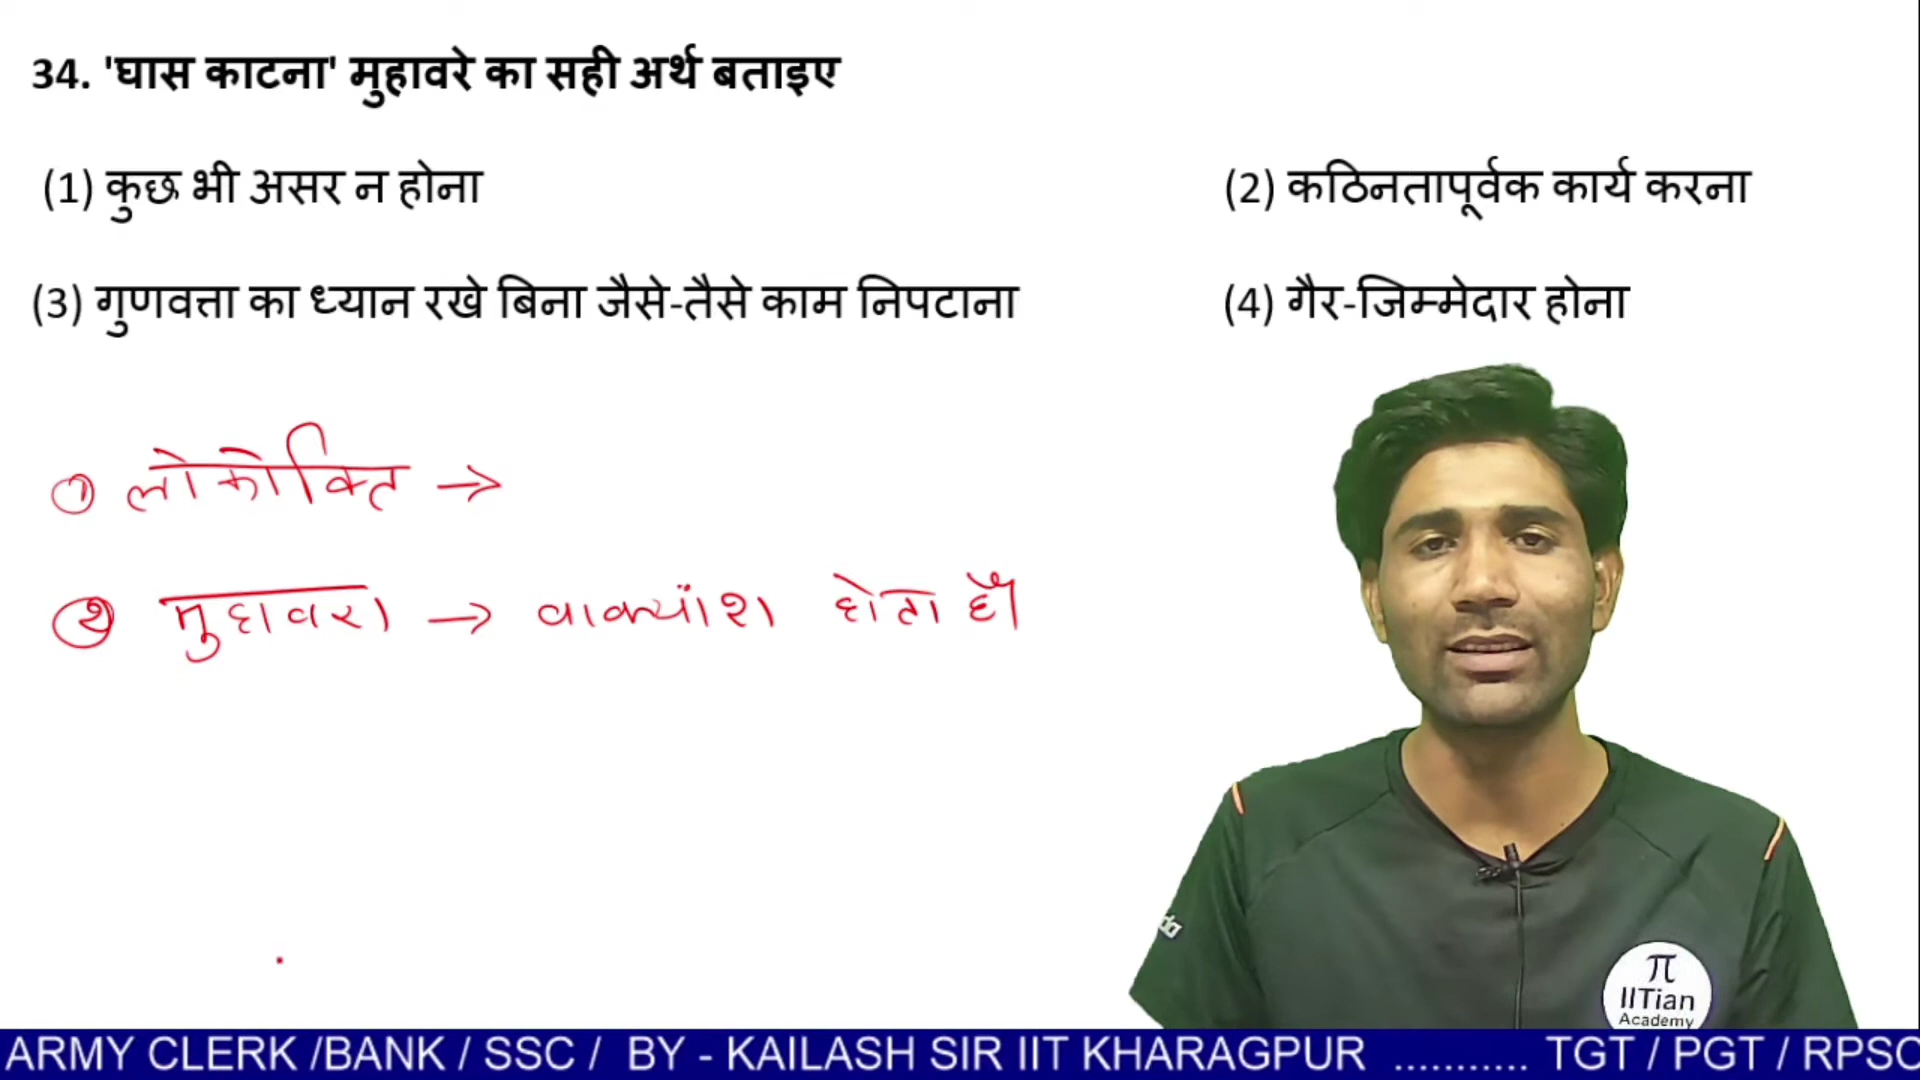 34. 'घास काटना' मुहावरे का सही अर्थ बताइए
(1) कुछ भी असर न होना
(2) कठिनतापूर्वक कार्य करना
(3) गुणवत्ता का ध्यान रखे बिना जैसे-तैसे काम निपटाना
(4) गैर-जिम्मेदार होना
① लोकोक्ति →
② मुहावरा → वाक्यांश होता है
π
IITian
Academy
ARMY CLERK /BANK / SSC / BY - KAILASH SIR IIT KHARAGPUR ........... TGT / PGT / RPSC